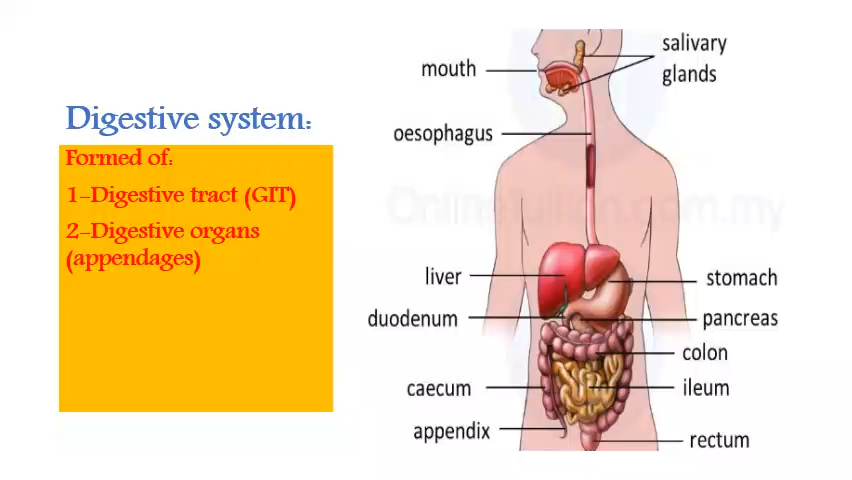 Digestive system:
Formed of:
1-Digestive tract (GIT)
2-Digestive organs
(appendages)
mouth
salivary
glands
oesophagus
liver
stomach
duodenum
pancreas
colon
caecum
ileum
appendix
rectum
OnlineTuition.com.my